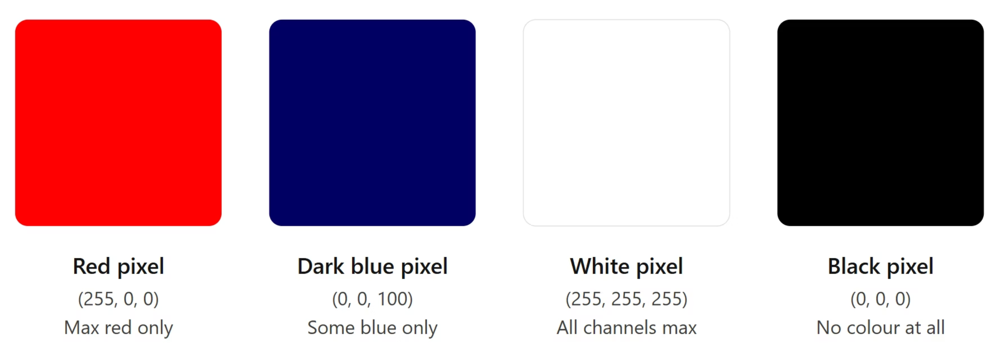 Red pixel
(255, 0, 0)
Max red only
Dark blue pixel
(0, 0, 100)
Some blue only
White pixel
(255, 255, 255)
All channels max
Black pixel
(0, 0, 0)
No colour at all